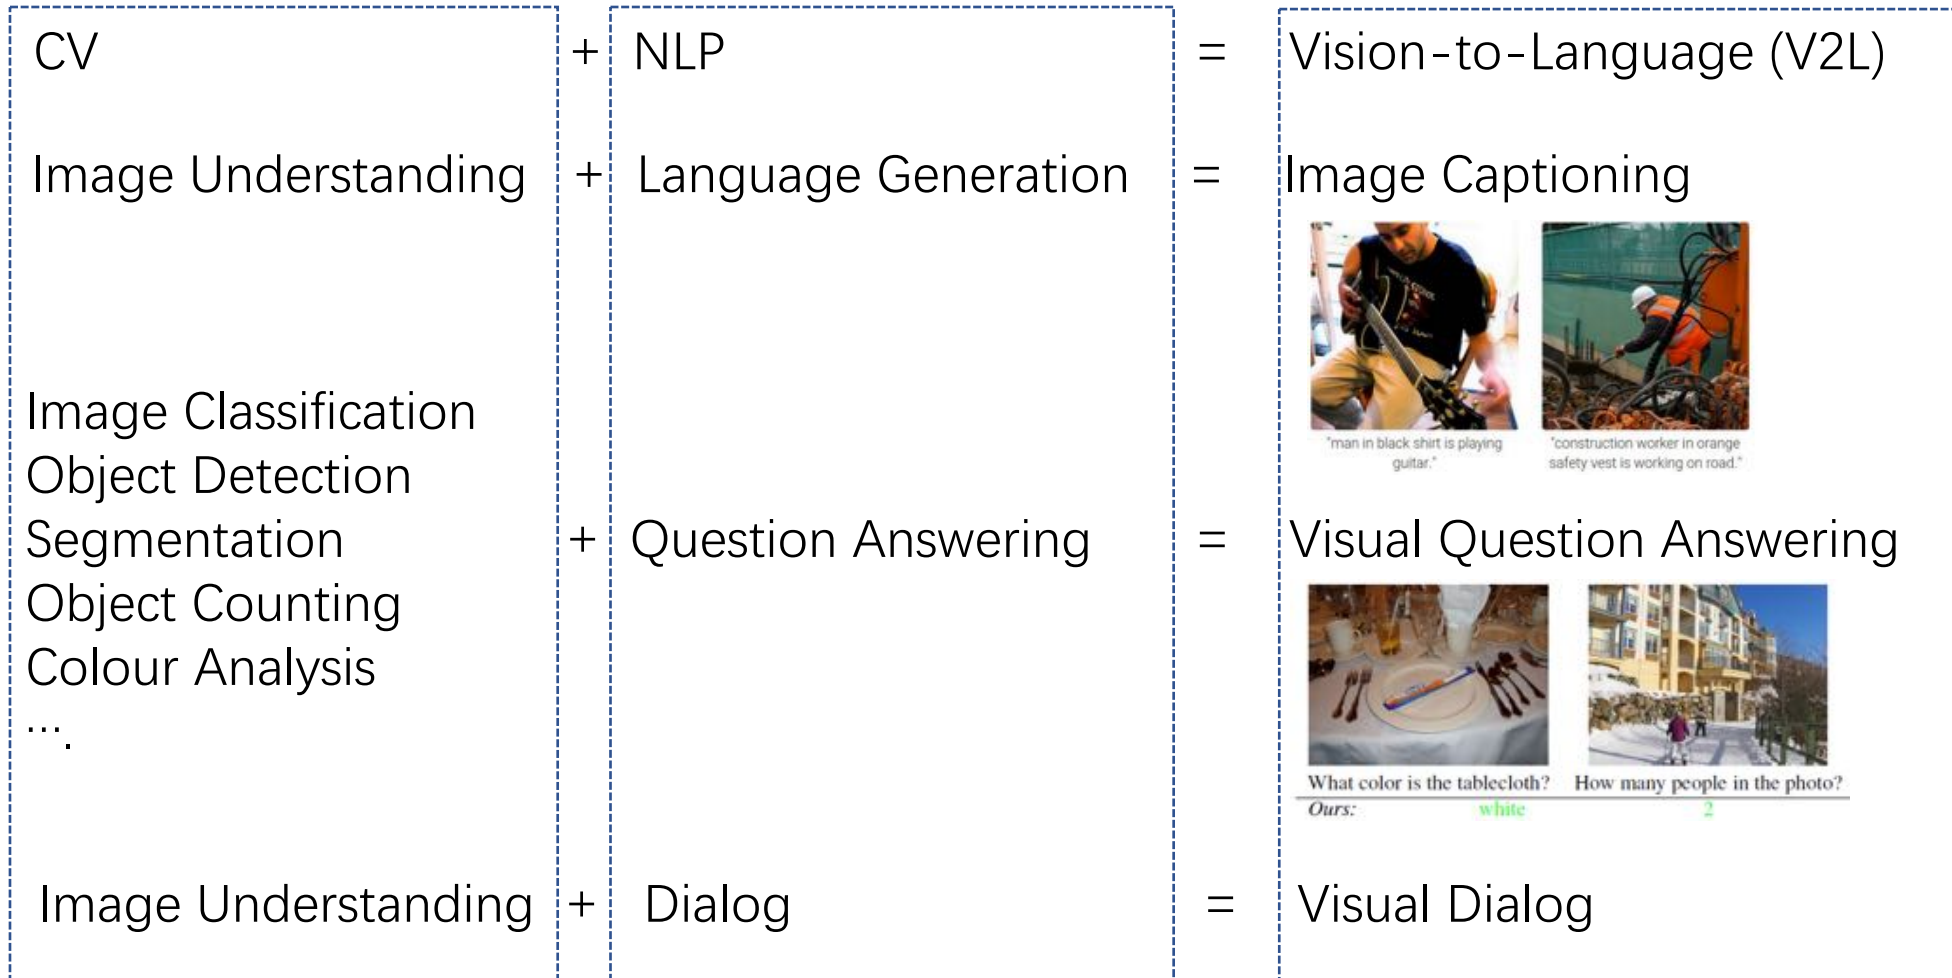 CV + NLP = Vision-to-Language (V2L)
Image Understanding + Language Generation = Image Captioning
"man in black shirt is playing guitar."
"construction worker in orange safety vest is working on road."
Image Classification
Object Detection
Segmentation + Question Answering = Visual Question Answering
Object Counting
Colour Analysis
….
What color is the tablecloth? How many people in the photo?
Ours: white 2
Image Understanding + Dialog = Visual Dialog